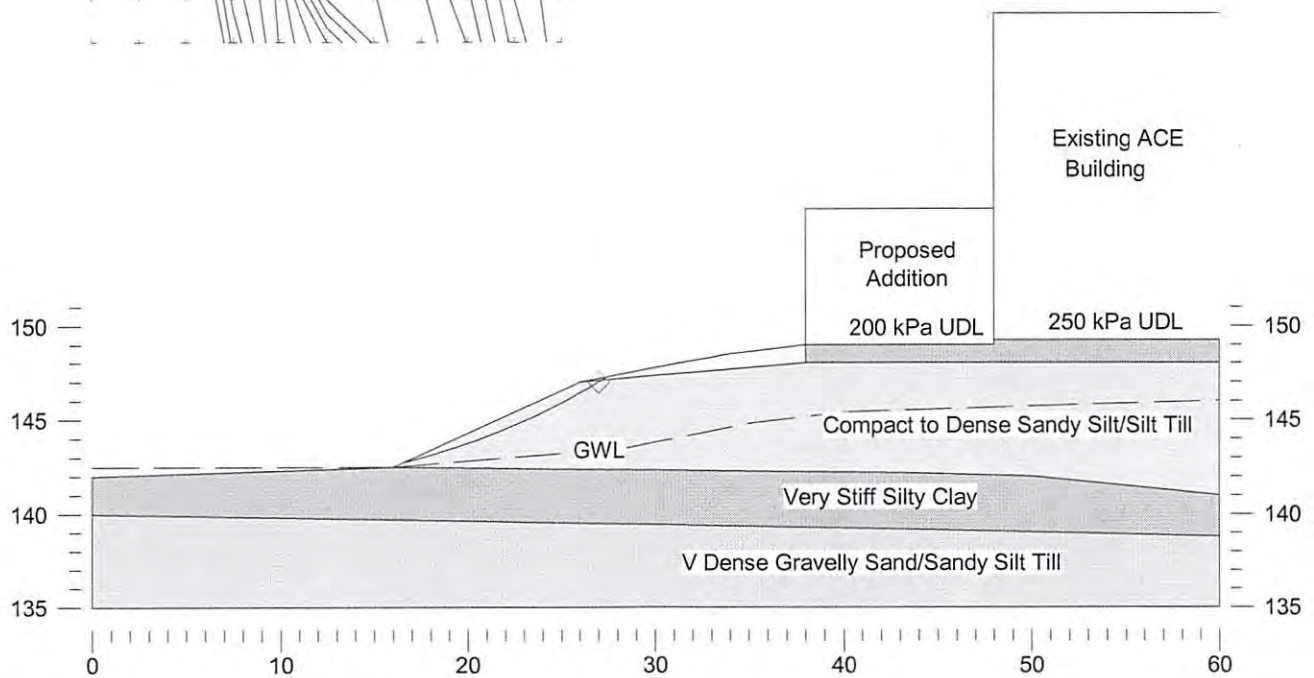 Existing ACE
Building
Proposed
Addition
200 kPa UDL
250 kPa UDL
150
150
145
145
Compact to Dense Sandy Silt/Silt Till
GWL
Very Stiff Silty Clay
140
140
V Dense Gravelly Sand/Sandy Silt Till
135
135
0 10 20 30 40 50 60